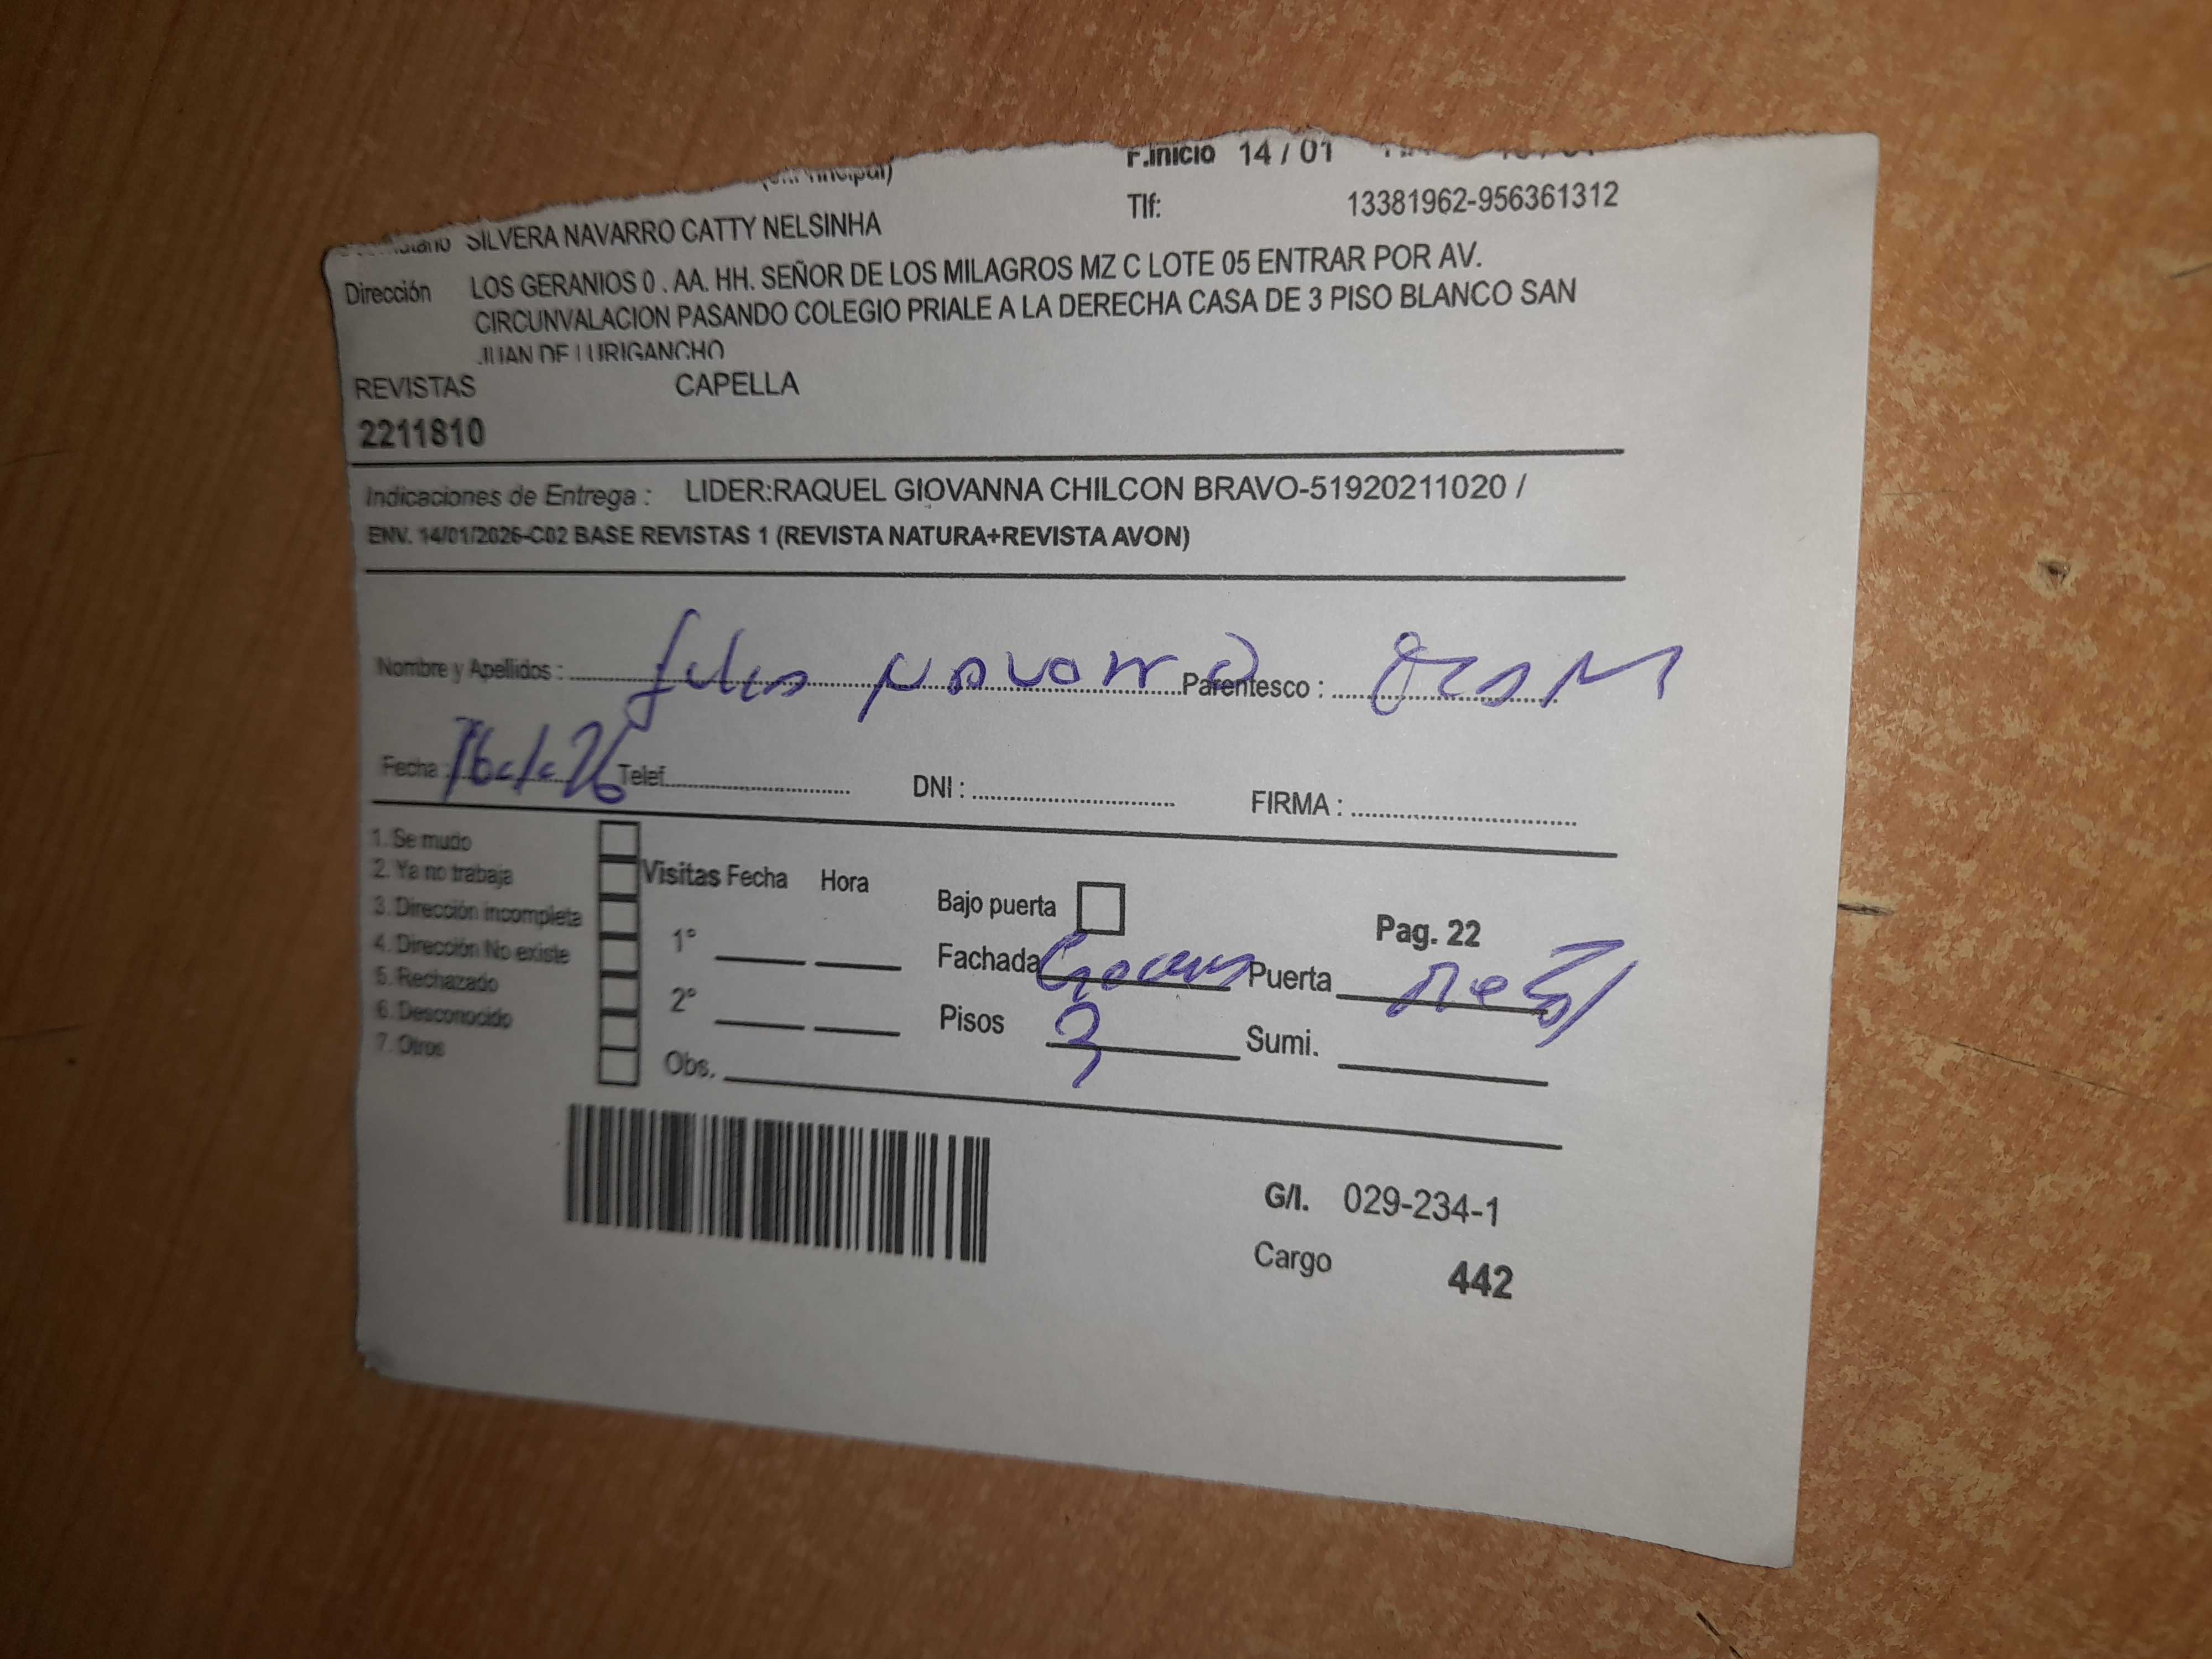 F.Inicio 14 / 01
Tlf: 13381962-956361312
SILVERA NAVARRO CATTY NELSINHA
Dirección LOS GERANIOS 0 . AA. HH. SEÑOR DE LOS MILAGROS MZ C LOTE 05 ENTRAR POR AV.
CIRCUNVALACION PASANDO COLEGIO PRIALE A LA DERECHA CASA DE 3 PISO BLANCO SAN
JUAN DE LURIGANCHO
REVISTAS CAPELLA
2211810
Indicaciones de Entrega : LIDER:RAQUEL GIOVANNA CHILCON BRAVO-51920211020 /
ENV. 14/01/2026-C02 BASE REVISTAS 1 (REVISTA NATURA+REVISTA AVON)
Nombre y Apellidos : Navarro Parentesco :
Fecha : Telef. DNI : FIRMA :
1. Se mudo
2. Ya no trabaja
3. Dirección incompleta
4. Dirección No existe
5. Rechazado
6. Desconocido
7. Otros
Visitas Fecha Hora
1°
2°
Obs.
Bajo puerta
Fachada
Pisos 3
Pag. 22
Puerta Metal
Sumi.
G/I. 029-234-1
Cargo 442